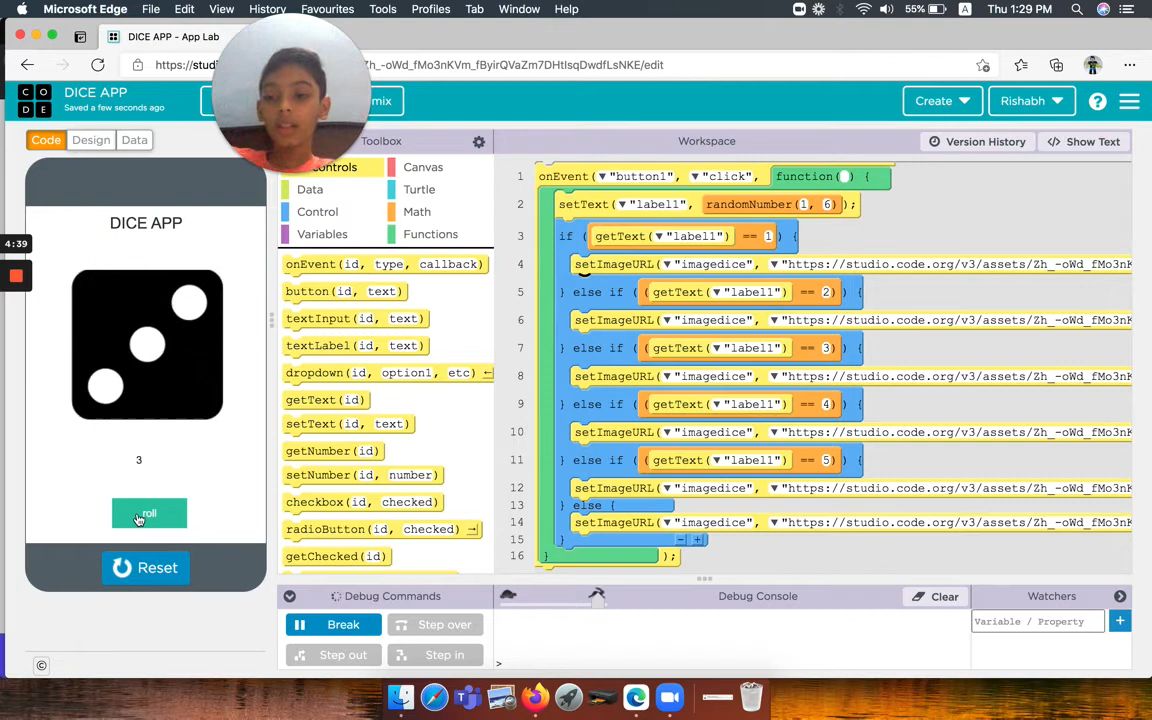 Microsoft Edge File Edit View History Favourites Tools Profiles Tab Window Help 55% A Thu 1:29 PM
DICE APP - App Lab
https://stu Zh_-oWd_fMo3nKVm_fByirQVaZm7DHtIsqDwdfLsNKE/edit
CODE
DICE APP
Saved a few seconds ago
mix
Create
Rishabh
?
Code Design Data
Toolbox
Workspace
Version History
Show Text
DICE APP
4:39
3
roll
Reset
ontrols Canvas
Data Turtle
Control Math
Variables Functions
onEvent(id, type, callback)
button(id, text)
textInput(id, text)
textLabel(id, text)
dropdown(id, option1, etc)
getText(id)
setText(id, text)
getNumber(id)
setNumber(id, number)
checkbox(id, checked)
radioButton(id, checked)
getChecked(id)
1 onEvent("button1", "click", function( ) {
2 setText("label1", randomNumber(1, 6));
3 if (getText("label1") == 1) {
4 setImageURL("imagedice", "https://studio.code.org/v3/assets/Zh_-oWd_fMo3nK
5 } else if ((getText("label1") == 2)) {
6 setImageURL("imagedice", "https://studio.code.org/v3/assets/Zh_-oWd_fMo3nK
7 } else if ((getText("label1") == 3)) {
8 setImageURL("imagedice", "https://studio.code.org/v3/assets/Zh_-oWd_fMo3nK
9 } else if ((getText("label1") == 4)) {
10 setImageURL("imagedice", "https://studio.code.org/v3/assets/Zh_-oWd_fMo3nK
11 } else if ((getText("label1") == 5)) {
12 setImageURL("imagedice", "https://studio.code.org/v3/assets/Zh_-oWd_fMo3nK
13 } else {
14 setImageURL("imagedice", "https://studio.code.org/v3/assets/Zh_-oWd_fMo3nK
15 } - +
16 });
Debug Commands
Debug Console
Clear
Watchers
Break
Step over
Step out
Step in
Variable / Property
+
>
©